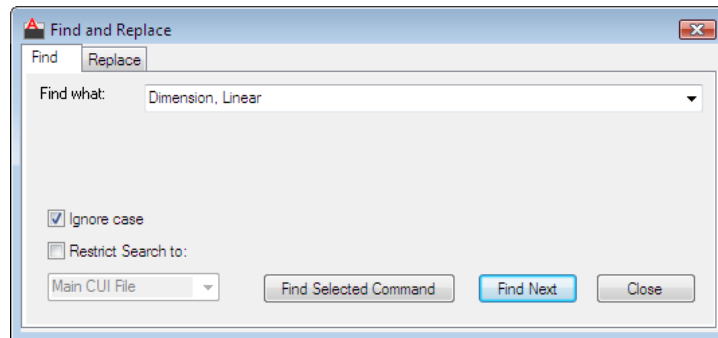 Find and Replace
Find Replace
Find what: Dimension, Linear
Ignore case
Restrict Search to:
Main CUI File Find Selected Command Find Next Close